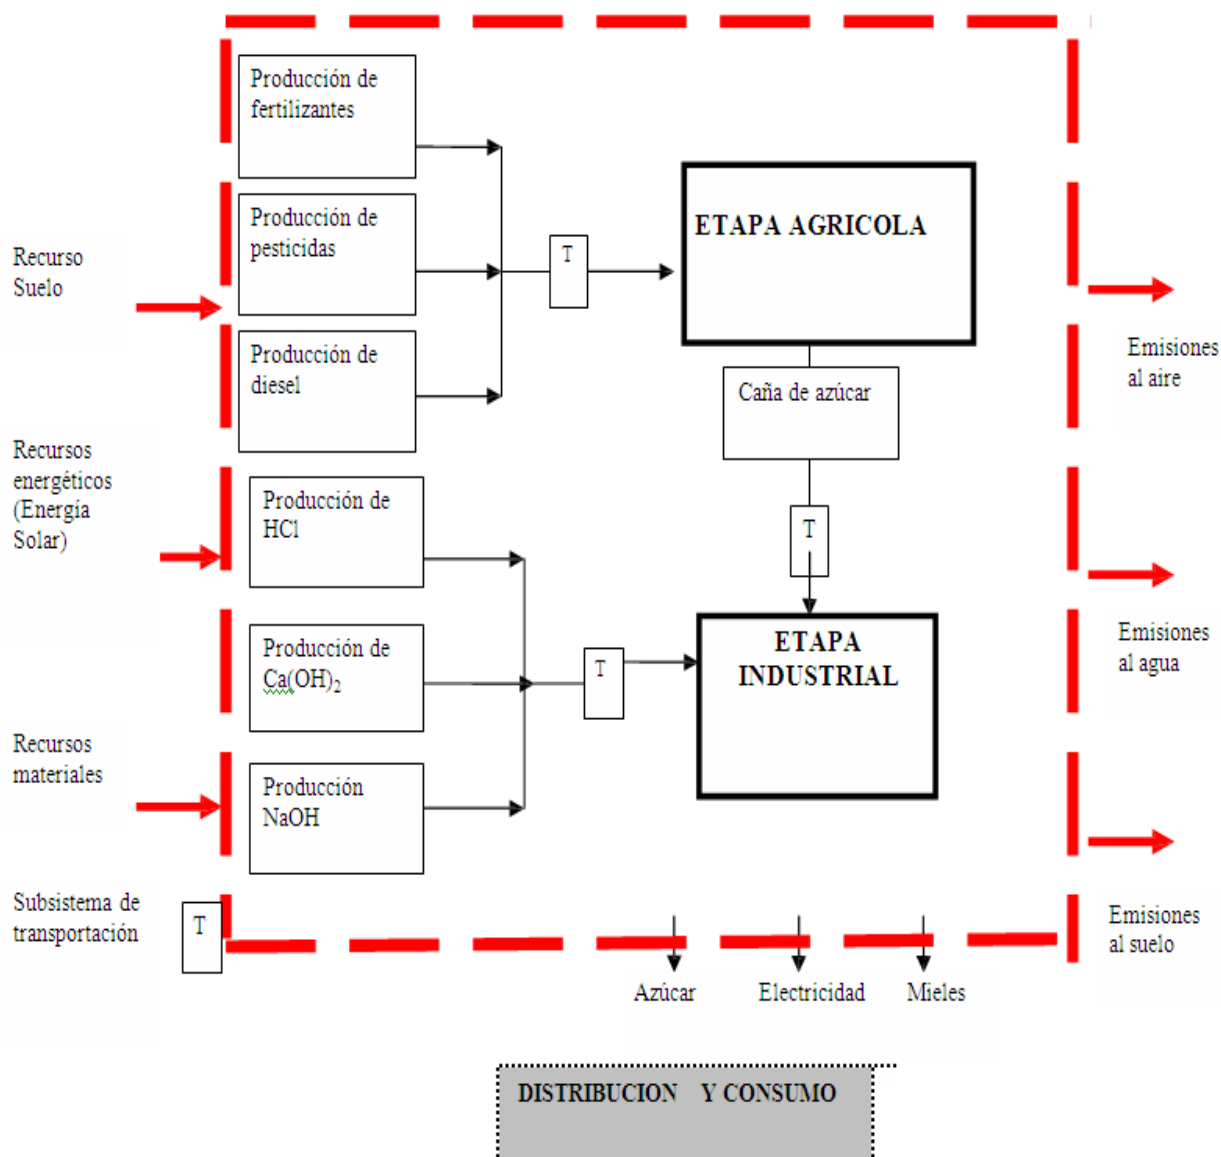 Producción de
fertilizantes
Producción de
pesticidas
Producción de
diesel
T
ETAPA AGRICOLA
Caña de azúcar
T
Producción de
HCl
Producción de
Ca(OH)2
Producción
NaOH
T
ETAPA
INDUSTRIAL
Recurso
Suelo
Recursos
energéticos
(Energía
Solar)
Recursos
materiales
Subsistema de
transportación
T
Emisiones
al aire
Emisiones
al agua
Emisiones
al suelo
Azúcar
Electricidad
Mieles
DISTRIBUCION Y CONSUMO